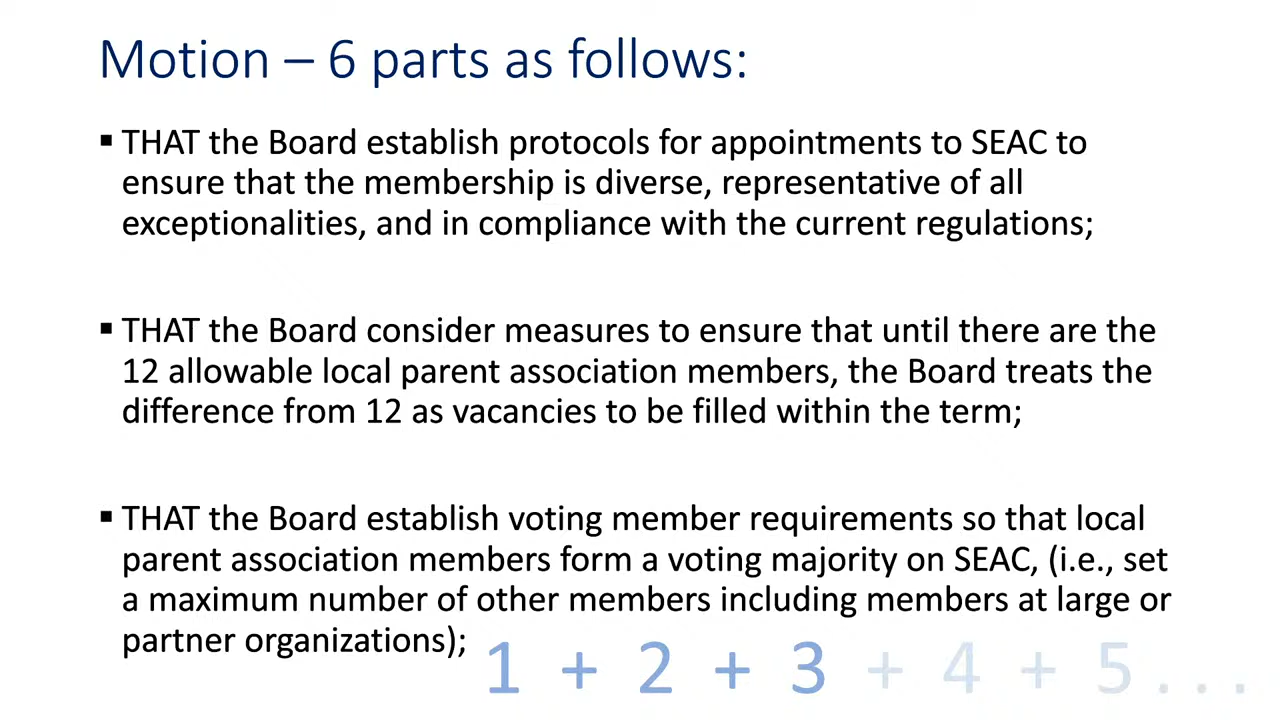 Motion – 6 parts as follows:
▪ THAT the Board establish protocols for appointments to SEAC to
ensure that the membership is diverse, representative of all
exceptionalities, and in compliance with the current regulations;
▪ THAT the Board consider measures to ensure that until there are the
12 allowable local parent association members, the Board treats the
difference from 12 as vacancies to be filled within the term;
▪ THAT the Board establish voting member requirements so that local
parent association members form a voting majority on SEAC, (i.e., set
a maximum number of other members including members at large or
partner organizations);
1 + 2 + 3 + 4 + 5 . . .